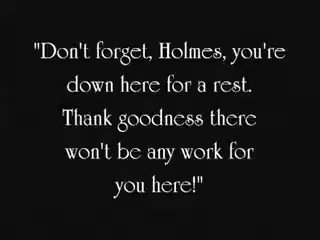 "Don't forget, Holmes, you're
down here for a rest.
Thank goodness there
won't be any work for
you here!"